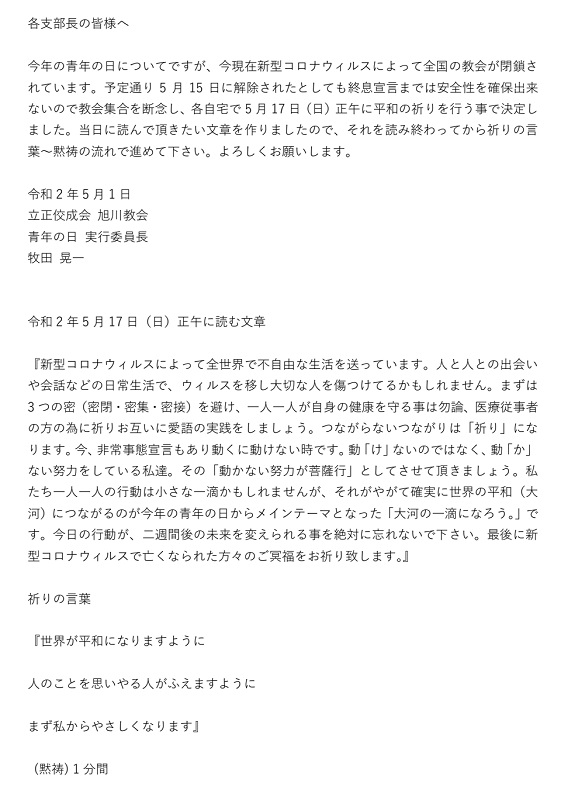 各支部長の皆様へ
今年の青年の日についてですが、今現在新型コロナウィルスによって全国の教会が閉鎖さ
れています。予定通り 5 月 15 日に解除されたとしても終息宣言までは安全性を確保出来
ないので教会集合を断念し、各自宅で 5 月 17 日（日）正午に平和の祈りを行う事で決定し
ました。当日に読んで頂きたい文章を作りましたので、それを読み終わってから祈りの言
葉〜黙祷の流れで進めて下さい。よろしくお願いします。
令和 2 年 5 月 1 日
立正佼成会 旭川教会
青年の日 実行委員長
牧田 晃一
令和 2 年 5 月 17 日（日）正午に読む文章
『新型コロナウィルスによって全世界で不自由な生活を送っています。人と人との出会い
や会話などの日常生活で、ウィルスを移し大切な人を傷つけてるかもしれません。まずは
3 つの密（密閉・密集・密接）を避け、一人一人が自身の健康を守る事は勿論、医療従事者
の方の為に祈りお互いに愛語の実践をしましょう。つながらないつながりは「祈り」にな
ります。今、非常事態宣言もあり動くに動けない時です。動「け」ないのではなく、動「か」
ない努力をしている私達。その「動かない努力が菩薩行」としてさせて頂きましょう。私
たち一人一人の行動は小さな一滴かもしれませんが、それがやがて確実に世界の平和（大
河）につながるのが今年の青年の日からメインテーマとなった「大河の一滴になろう。」で
す。今日の行動が、二週間後の未来を変えられる事を絶対に忘れないで下さい。最後に新
型コロナウィルスで亡くなられた方々のご冥福をお祈り致します。』
祈りの言葉
『世界が平和になりますように
人のことを思いやる人がふえますように
まず私からやさしくなります』
（黙祷）1 分間